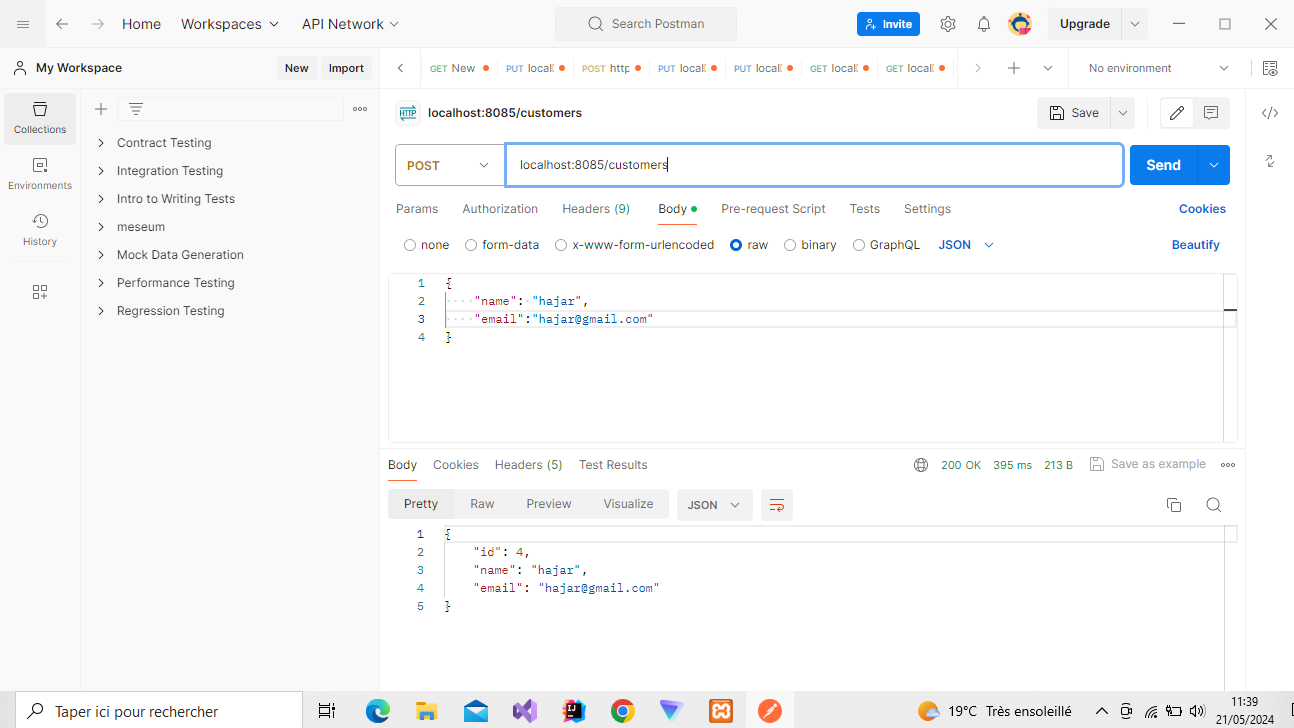 Home Workspaces API Network Search Postman Invite Upgrade
My Workspace New Import GET New PUT local POST http PUT local PUT local GET local GET local No environment
Collections
Environments
History
Contract Testing
Integration Testing
Intro to Writing Tests
meseum
Mock Data Generation
Performance Testing
Regression Testing
HTTP localhost:8085/customers Save
POST localhost:8085/customers Send
Params Authorization Headers (9) Body Pre-request Script Tests Settings Cookies
none form-data x-www-form-urlencoded raw binary GraphQL JSON Beautify
1 {
2 "name": "hajar",
3 "email":"hajar@gmail.com"
4 }
Body Cookies Headers (5) Test Results 200 OK 395 ms 213 B Save as example
Pretty Raw Preview Visualize JSON
1 {
2 "id": 4,
3 "name": "hajar",
4 "email": "hajar@gmail.com"
5 }
Taper ici pour rechercher 19°C Très ensoleillé 11:39
21/05/2024